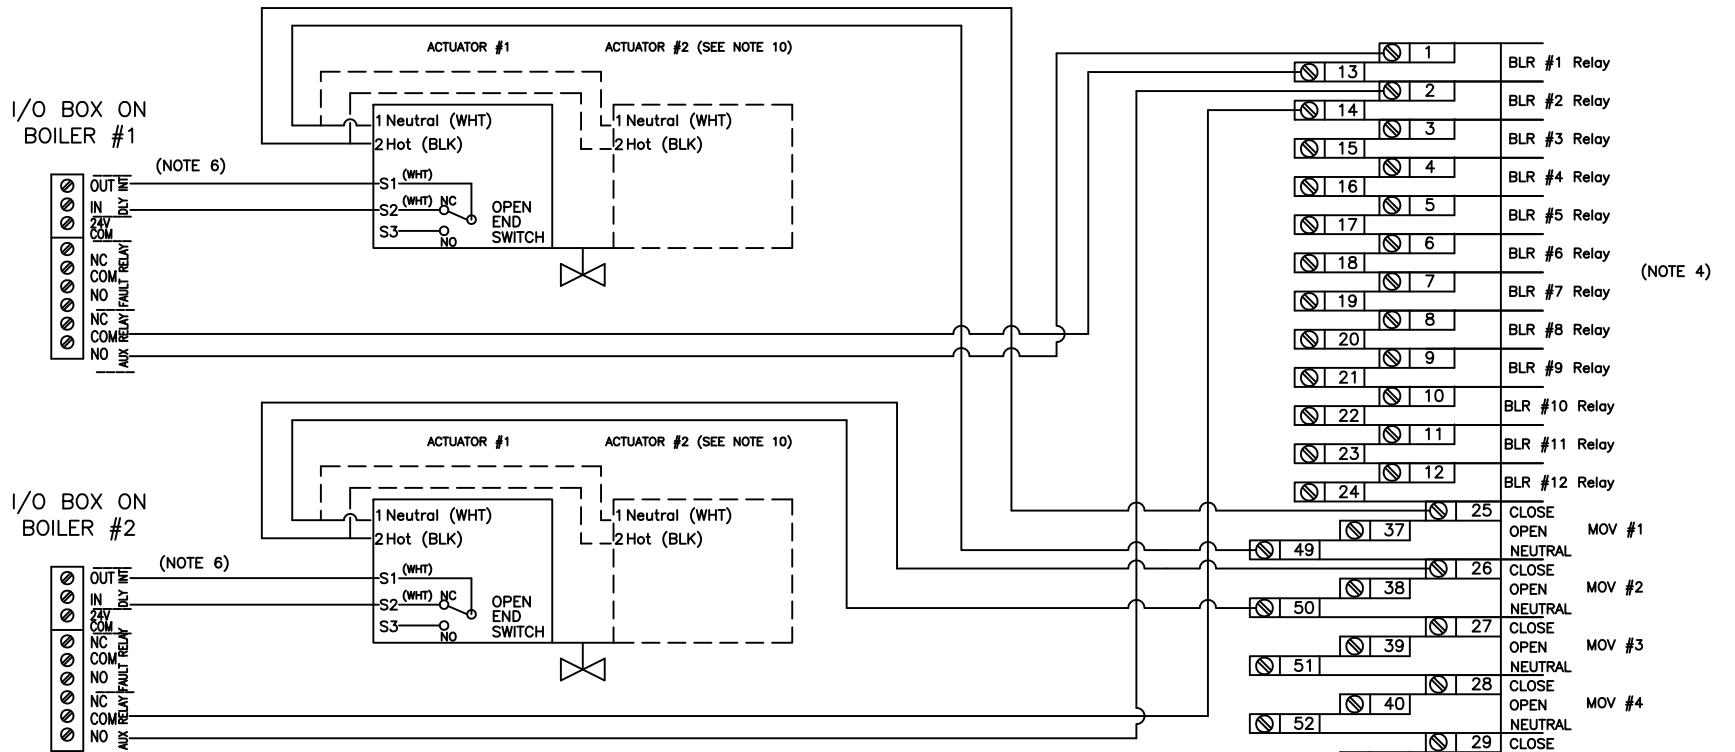 ACTUATOR #1
ACTUATOR #2 (SEE NOTE 10)
I/O BOX ON
BOILER #1
(NOTE 6)
1 Neutral (WHT)
2 Hot (BLK)
S1 (WHT)
S2 (WHT) NC
S3
NO
OPEN
END
SWITCH
1 Neutral (WHT)
2 Hot (BLK)
OUT
IN
DLY INT
24V
COM
NC
COM
NO
FAULT RELAY
NC
COM
NO
AUX RELAY
ACTUATOR #1
ACTUATOR #2 (SEE NOTE 10)
I/O BOX ON
BOILER #2
(NOTE 6)
1 Neutral (WHT)
2 Hot (BLK)
S1 (WHT)
S2 (WHT) NC
S3
NO
OPEN
END
SWITCH
1 Neutral (WHT)
2 Hot (BLK)
OUT
IN
DLY INT
24V
COM
NC
COM
NO
FAULT RELAY
NC
COM
NO
AUX RELAY
1
13
BLR #1 Relay
2
14
BLR #2 Relay
3
15
BLR #3 Relay
4
16
BLR #4 Relay
5
17
BLR #5 Relay
6
18
BLR #6 Relay
(NOTE 4)
7
19
BLR #7 Relay
8
20
BLR #8 Relay
9
21
BLR #9 Relay
10
22
BLR #10 Relay
11
23
BLR #11 Relay
12
24
BLR #12 Relay
25 CLOSE
37 OPEN MOV #1
49 NEUTRAL
26 CLOSE
38 OPEN MOV #2
50 NEUTRAL
27 CLOSE
39 OPEN MOV #3
51 NEUTRAL
28 CLOSE
40 OPEN MOV #4
52 NEUTRAL
29 CLOSE